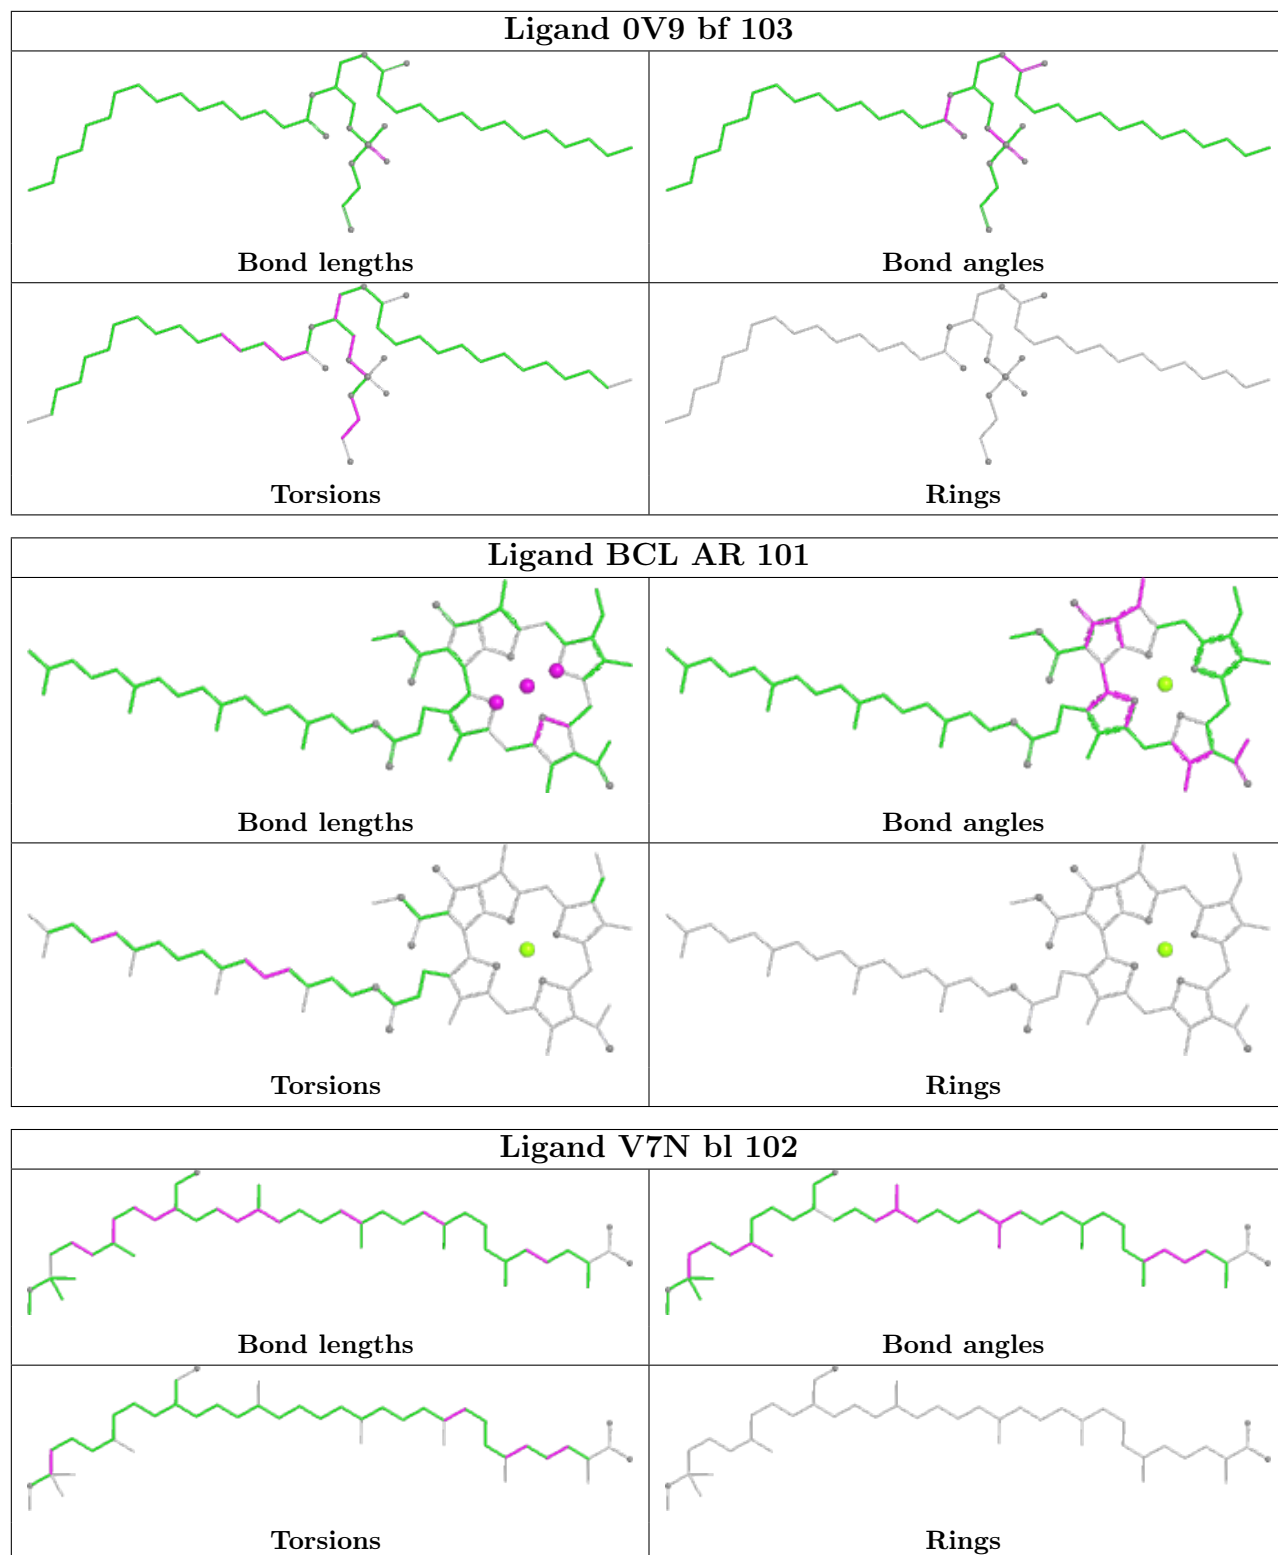 Ligand 0V9 bf 103
Bond lengths
Bond angles
Torsions
Rings
Ligand BCL AR 101
Bond lengths
Bond angles
Torsions
Rings
Ligand V7N bl 102
Bond lengths
Bond angles
Torsions
Rings